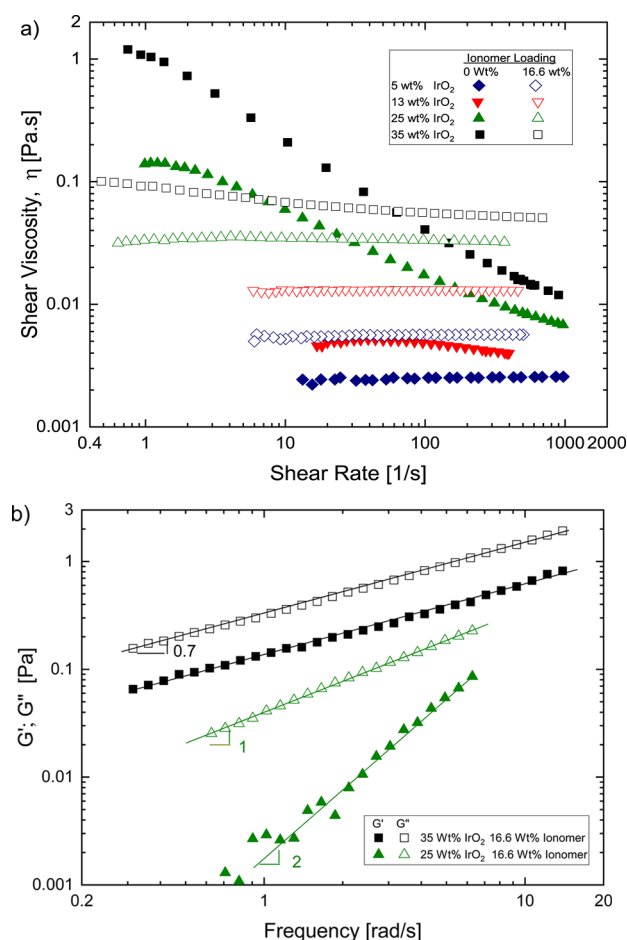 a)
1
0.1
0.01
0.001
Shear Viscosity, η [Pa.s]
Ionomer Loading
0 Wt% 16.6 wt%
5 wt% IrO2
13 wt% IrO2
25 wt% IrO2
35 wt% IrO2
0.4 1 10 100 1000 2000
Shear Rate [1/s]
b)
3
1
0.1
0.01
0.001
G'; G" [Pa]
0.7
1
2
G' G"
35 Wt% IrO2 16.6 Wt% Ionomer
25 Wt% IrO2 16.6 Wt% Ionomer
0.2 1 10 20
Frequency [rad/s]